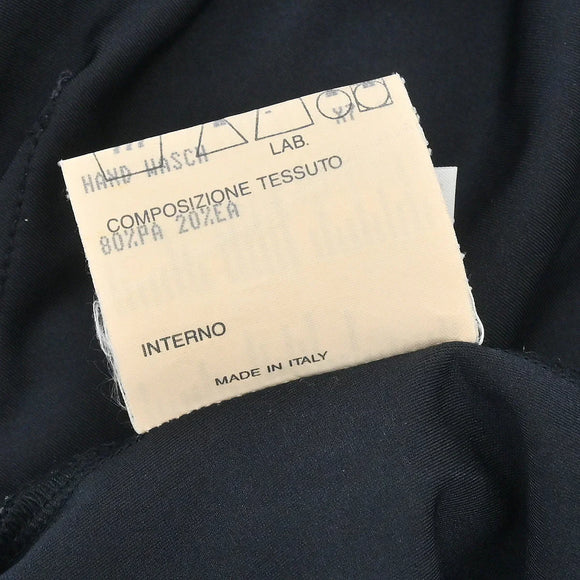 HAND WASCH
LAB.
COMPOSIZIONE TESSUTO
80%PA 20%EA
INTERNO
MADE IN ITALY